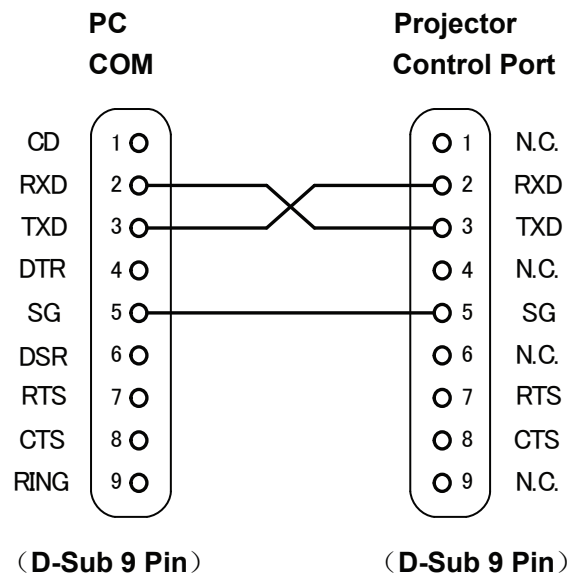 PC Projector
COM Control Port
CD 1 1 N.C.
RXD 2 2 RXD
TXD 3 3 TXD
DTR 4 4 N.C.
SG 5 5 SG
DSR 6 6 N.C.
RTS 7 7 RTS
CTS 8 8 CTS
RING 9 9 N.C.
（D-Sub 9 Pin） （D-Sub 9 Pin）